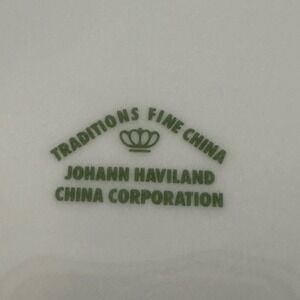 TRADITIONS FINE CHINA
JOHANN HAVILAND
CHINA CORPORATION